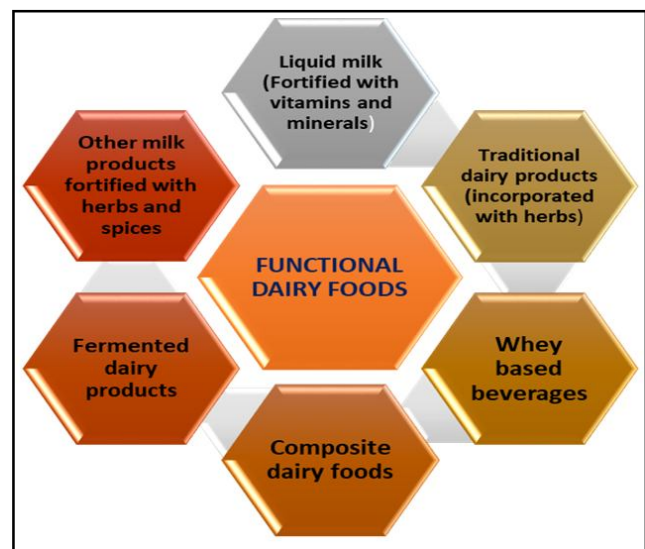 Liquid milk
(Fortified with
vitamins and
minerals)
Traditional
dairy products
(incorporated
with herbs)
Whey
based
beverages
Composite
dairy foods
Fermented
dairy
products
Other milk
products
fortified with
herbs and
spices
FUNCTIONAL
DAIRY FOODS